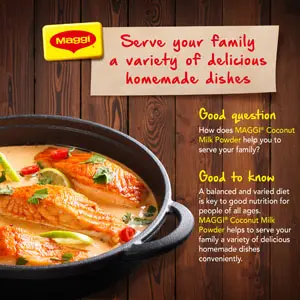 Maggi
Serve your family
a variety of delicious
homemade dishes
Good question
How does MAGGI® Coconut
Milk Powder help you to
serve your family?
Good to know
A balanced and varied diet
is key to good nutrition for
people of all ages.
MAGGI® Coconut Milk
Powder helps to serve your
family a variety of delicious
homemade dishes
conveniently.